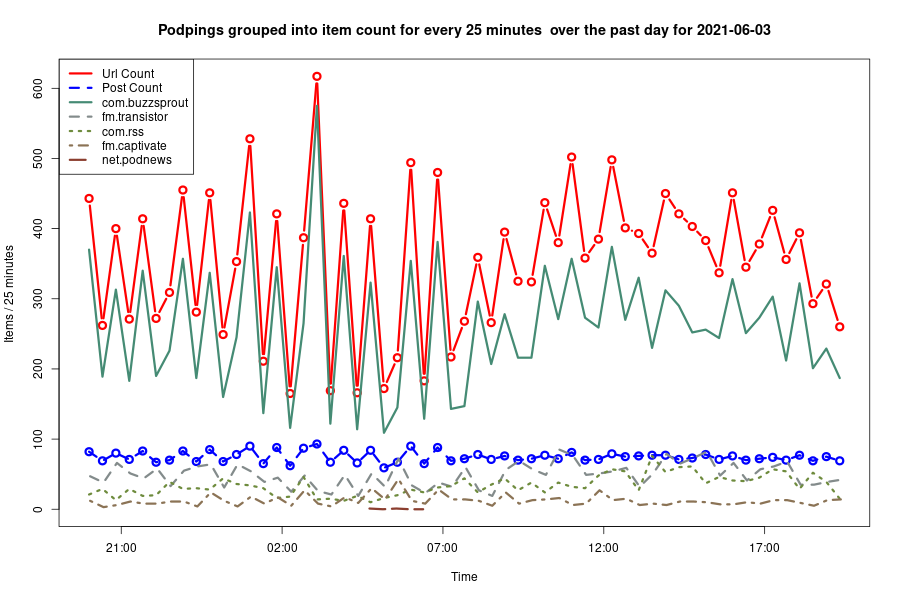 Podpings grouped into item count for every 25 minutes  over the past day for 2021-06-03
Url Count
Post Count
com.buzzsprout
fm.transistor
com.rss
fm.captivate
net.podnews
Items / 25 minutes
600
500
400
300
200
100
0
21:00 02:00 07:00 12:00 17:00
Time